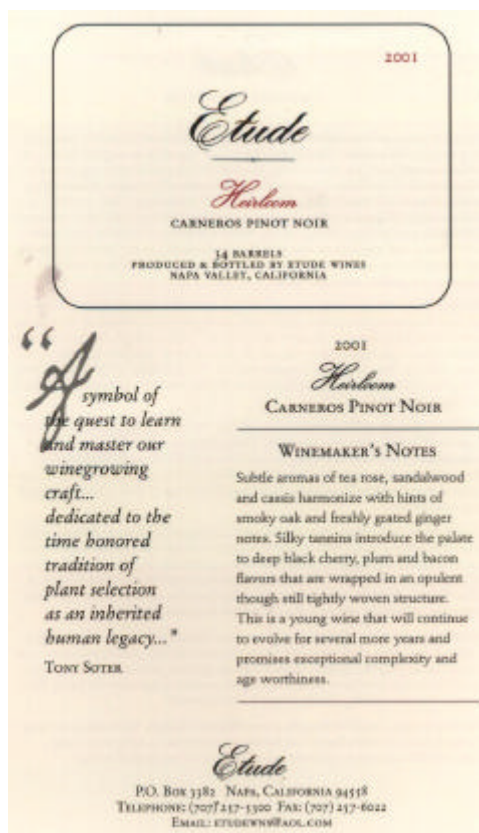 2001
Etude
Heirloom
CARNEROS PINOT NOIR
34 BARRELS
PRODUCED & BOTTLED BY ETUDE WINES
NAPA VALLEY, CALIFORNIA
“A
symbol of
the quest to learn
and master our
winegrowing
craft...
dedicated to the
time honored
tradition of
plant selection
as an inherited
human legacy..."
TONY SOTER
2001
Heirloom
CARNEROS PINOT NOIR
WINEMAKER'S NOTES
Subtle aromas of tea rose, sandalwood
and cassis harmonize with hints of
smoky oak and freshly grated ginger
notes. Silky tannins introduce the palate
to deep black cherry, plum and bacon
flavors that are wrapped in an opulent
though still tightly woven structure.
This is a young wine that will continue
to evolve for several more years and
promises exceptional complexity and
age worthiness.
Etude
P.O. BOX 3382 NAPA, CALIFORNIA 94558
TELEPHONE: (707) 257-5300 FAX: (707) 257-6022
EMAIL: ETUDEWNS@AOL.COM